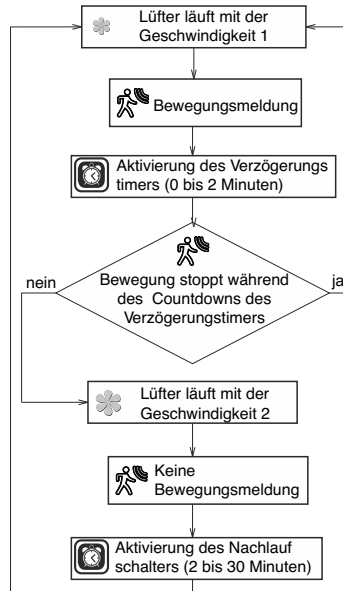 Lüfter läuft mit der
Geschwindigkeit 1
Bewegungsmeldung
Aktivierung des Verzögerungs
timers (0 bis 2 Minuten)
nein
ja
Bewegung stoppt während
des Countdowns des
Verzögerungstimers
Lüfter läuft mit der
Geschwindigkeit 2
Keine
Bewegungsmeldung
Aktivierung des Nachlauf
schalters (2 bis 30 Minuten)